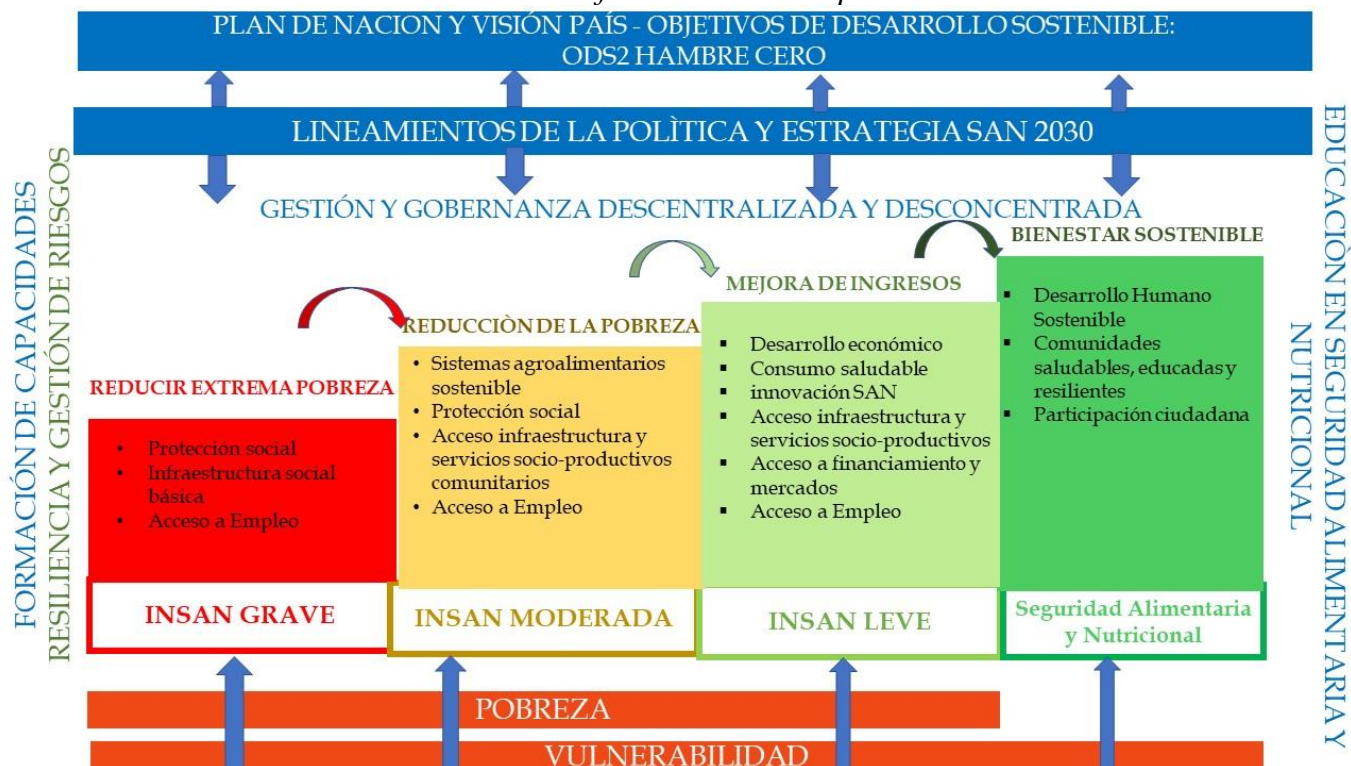 PLAN DE NACION Y VISIÓN PAÍS - OBJETIVOS DE DESARROLLO SOSTENIBLE:
ODS2 HAMBRE CERO
LINEAMIENTOS DE LA POLÌTICA Y ESTRATEGIA SAN 2030
GESTIÓN Y GOBERNANZA DESCENTRALIZADA Y DESCONCENTRADA
FORMACIÓN DE CAPACIDADES
RESILIENCIA Y GESTIÓN DE RIESGOS
REDUCIR EXTREMA POBREZA
• Protección social
• Infraestructura social
básica
• Acceso a Empleo
INSAN GRAVE
REDUCCIÒN DE LA POBREZA
• Sistemas agroalimentarios
sostenible
• Protección social
• Acceso infraestructura y
servicios socio-productivos
comunitarios
• Acceso a Empleo
INSAN MODERADA
MEJORA DE INGRESOS
▪ Desarrollo económico
▪ Consumo saludable
▪ innovación SAN
▪ Acceso infraestructura y
servicios socio-productivos
▪ Acceso a financiamiento y
mercados
▪ Acceso a Empleo
INSAN LEVE
BIENESTAR SOSTENIBLE
▪ Desarrollo Humano
Sostenible
▪ Comunidades
saludables, educadas y
resilientes
▪ Participación ciudadana
Seguridad Alimentaria
y Nutricional
EDUCACIÒN EN SEGURIDAD ALIMENTARIA Y
NUTRICIONAL
POBREZA
VULNERABILIDAD